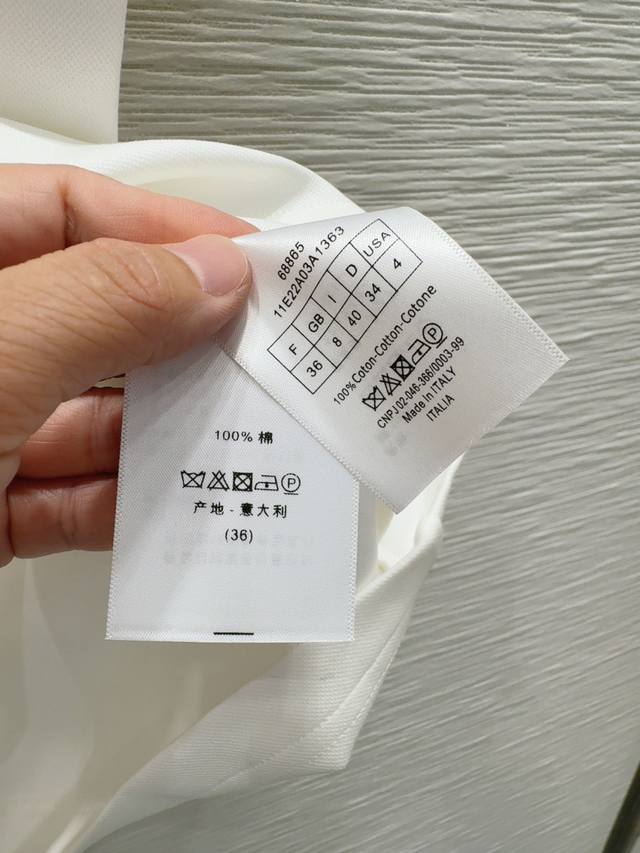 68865
11E22A03A1363
F GB I D USA
36 8 40 34 4
100%Coton-Cotton-Cotone
P
CNPJ 02-046-366/0003-99
Made in ITALY
ITALIA
100% 棉
P
产地 - 意大利
(36)